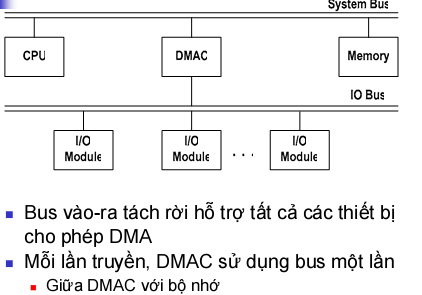 System Bus
CPU
DMAC
Memory
IO Bus
I/O
Module
I/O
Module
. . .
I/O
Module
Bus vào-ra tách rời hỗ trợ tất cả các thiết bị
cho phép DMA
Mỗi lần truyền, DMAC sử dụng bus một lần
Giữa DMAC với bộ nhớ